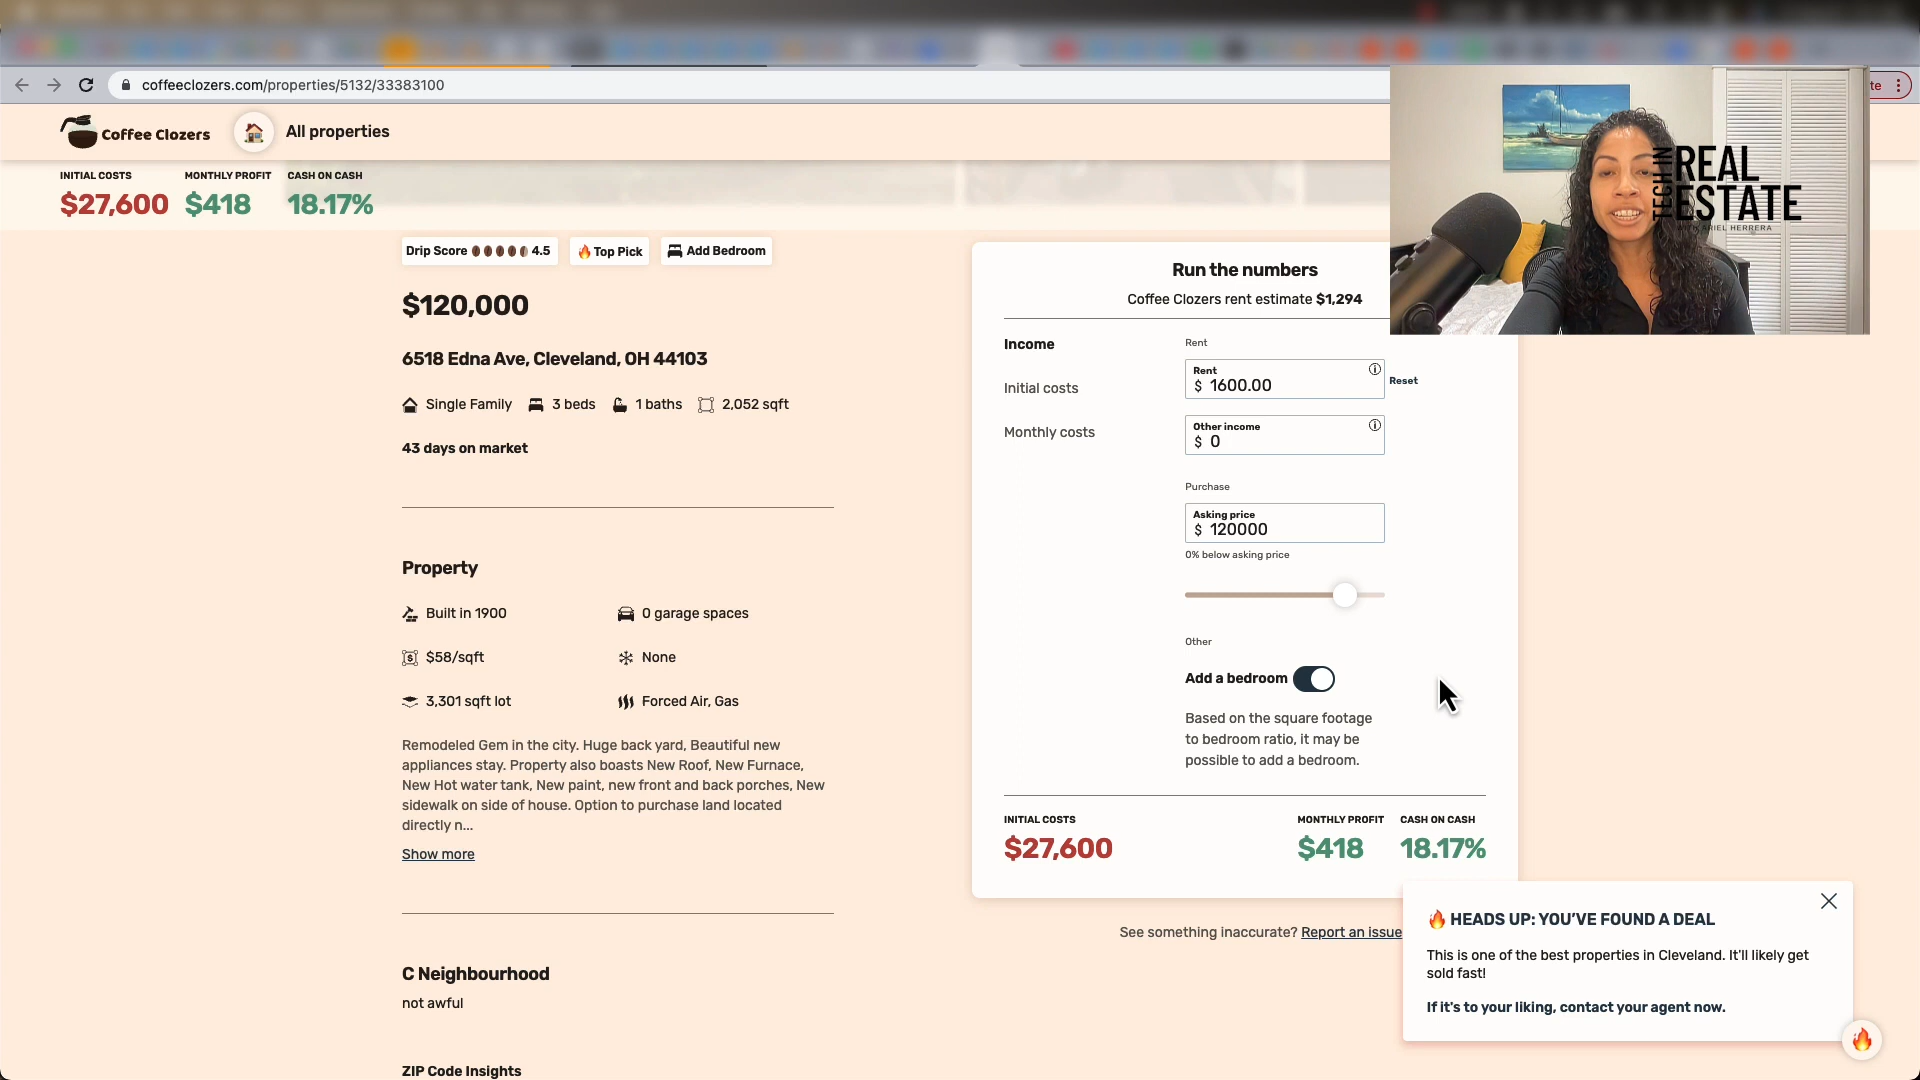 coffeeclozers.com/properties/5132/33383100
te
Coffee Clozers
All properties
INITIAL COSTS
MONTHLY PROFIT
CASH ON CASH
$27,600
$418
18.17%
TECH IN
REAL
ESTATE
Drip Score 4.5
Top Pick
Add Bedroom
$120,000
6518 Edna Ave, Cleveland, OH 44103
Single Family
3 beds
1 baths
2,052 sqft
43 days on market
Property
Built in 1900
0 garage spaces
$58/sqft
None
3,301 sqft lot
Forced Air, Gas
Remodeled Gem in the city. Huge back yard, Beautiful new
appliances stay. Property also boasts New Roof, New Furnace,
New Hot water tank, New paint, new front and back porches, New
sidewalk on side of house. Option to purchase land located
directly n...
Show more
C Neighbourhood
not awful
ZIP Code Insights
Run the numbers
Coffee Clozers rent estimate $1,294
Income
Initial costs
Monthly costs
Rent
Rent
$ 1600.00
Reset
Other income
$ 0
Purchase
Asking price
$ 120000
0% below asking price
Other
Add a bedroom
Based on the square footage
to bedroom ratio, it may be
possible to add a bedroom.
INITIAL COSTS
MONTHLY PROFIT
CASH ON CASH
$27,600
$418
18.17%
See something inaccurate? Report an issue
HEADS UP: YOU'VE FOUND A DEAL
This is one of the best properties in Cleveland. It'll likely get
sold fast!
If it's to your liking, contact your agent now.